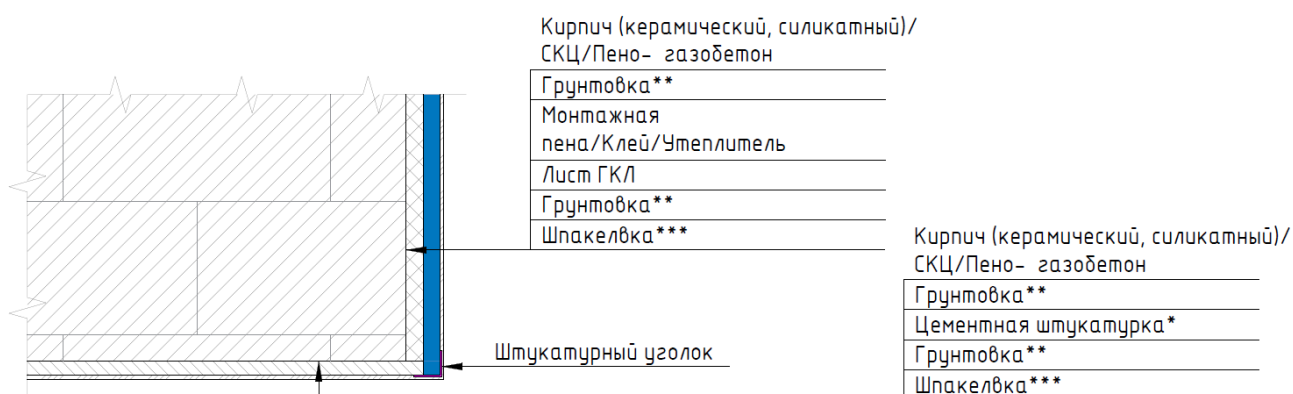 Кирпич (керамический, силикатный)/
СКЦ/Пено- газобетон
Грунтовка**
Монтажная
пена/Клей/Утеплитель
Лист ГКЛ
Грунтовка**
Шпакелвка***
Штукатурный уголок
Кирпич (керамический, силикатный)/
СКЦ/Пено- газобетон
Грунтовка**
Цементная штукатурка*
Грунтовка**
Шпакелвка***